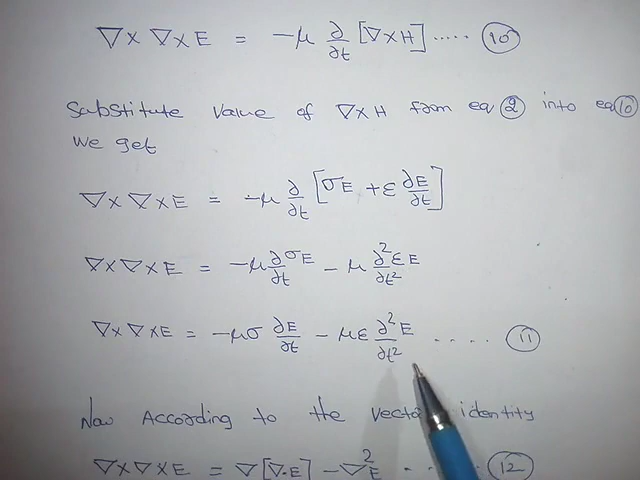 ∇×∇×E = -μ ∂/∂t [∇×H] ..... (10)
Substitute value of ∇×H from eq (2) into eq (10)
we get
∇×∇×E = -μ ∂/∂t [σE + ε ∂E/∂t]
∇×∇×E = -μ ∂σE/∂t - μ ∂²εE/∂t²
∇×∇×E = -μσ ∂E/∂t - με ∂²E/∂t² .... (11)
Now According to the vector identity
∇×∇×E = ∇[∇.E] - ∇²E ... (12)